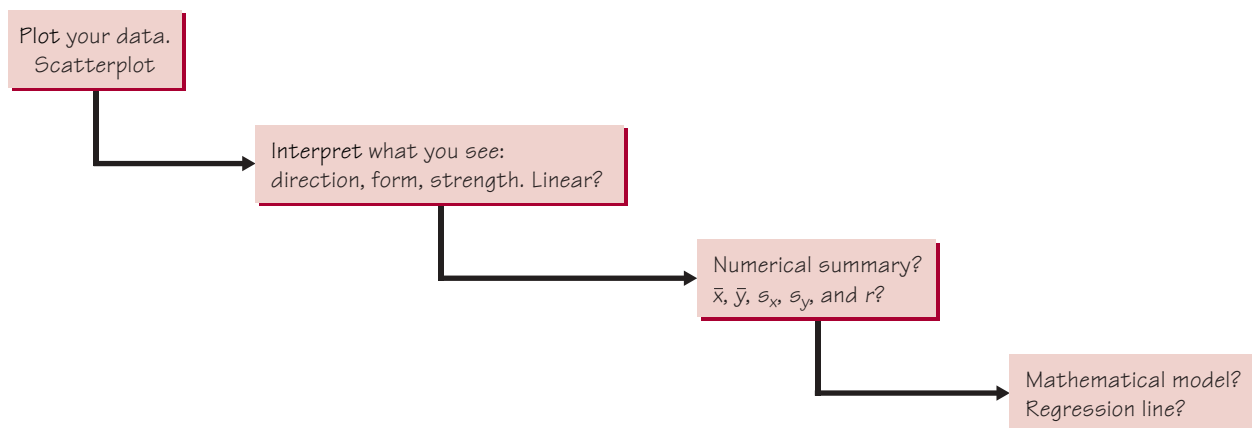 Plot your data.
Scatterplot
Interpret what you see:
direction, form, strength. Linear?
Numerical summary?
x̄, ȳ, sₓ, s_y, and r?
Mathematical model?
Regression line?